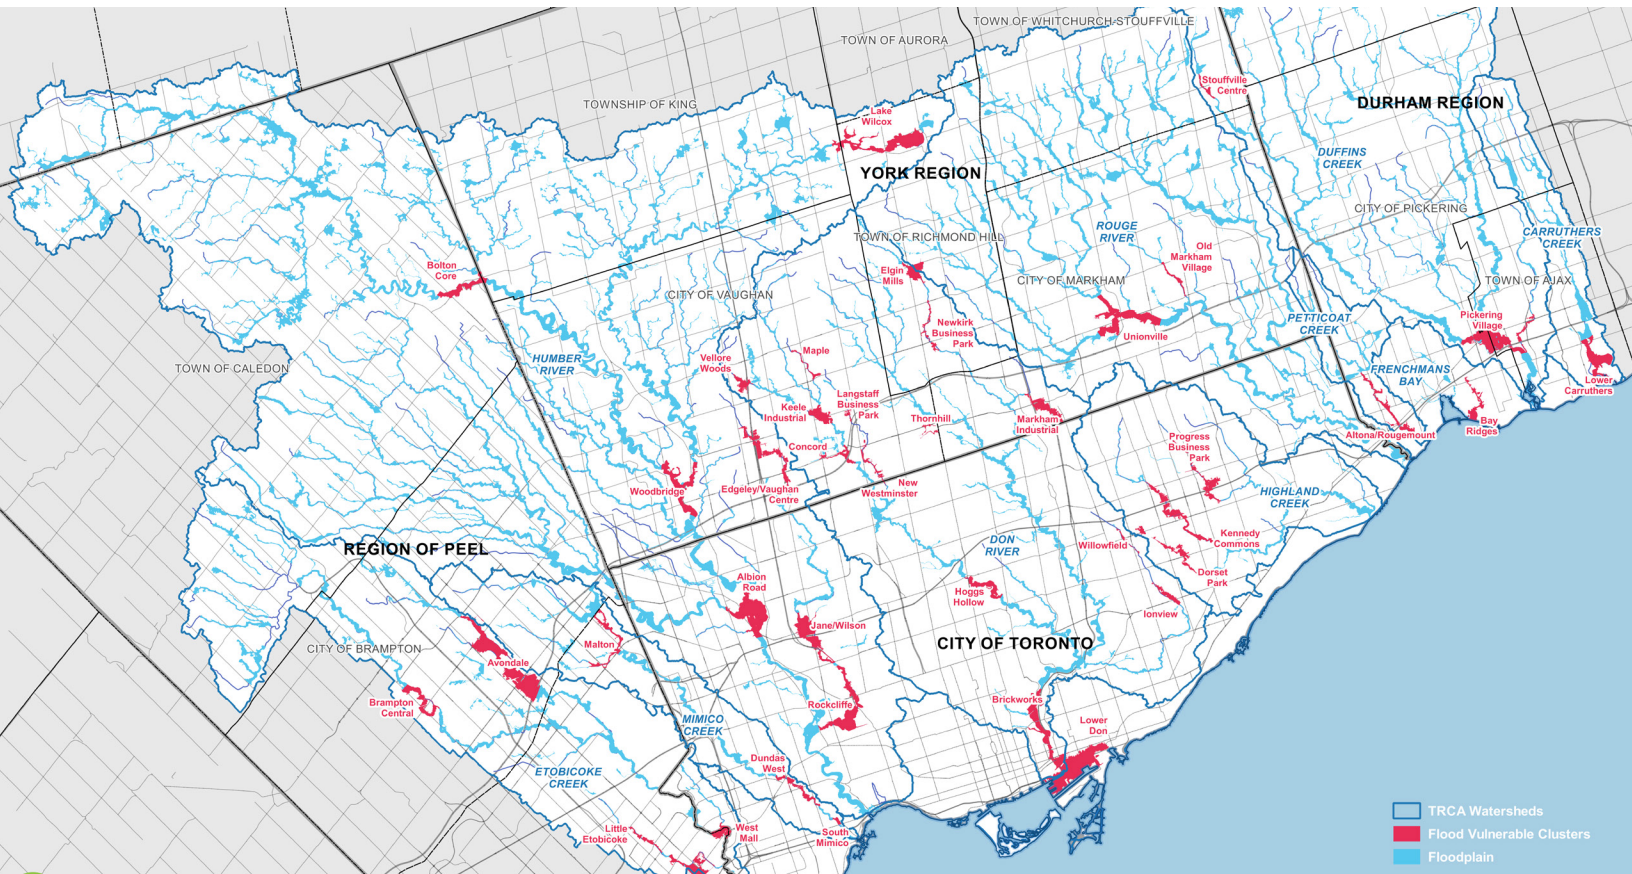 TOWN OF WHITCHURCH-STOUFFVILLE
TOWN OF AURORA
Stouffville
Centre
TOWNSHIP OF KING
DURHAM REGION
Lake
Wilcox
DUFFINS
CREEK
YORK REGION
CITY OF PICKERING
ROUGE
RIVER
CARRUTHERS
CREEK
TOWN OF RICHMOND HILL
Old
Markham
Village
Bolton
Core
Elgin
Mills
CITY OF MARKHAM
TOWN OF AJAX
CITY OF VAUGHAN
Pickering
Village
PETTICOAT
CREEK
Newkirk
Business
Park
Unionville
HUMBER
RIVER
Vellore
Woods
Maple
TOWN OF CALEDON
FRENCHMANS
BAY
Lower
Carruthers
Langstaff
Business
Park
Keele
Industrial
Thornhill
Markham
Industrial
Bay
Ridges
Altona/Rougemount
Concord
Progress
Business
Park
Woodbridge
Edgeley/Vaughan
Centre
New
Westminster
HIGHLAND
CREEK
REGION OF PEEL
DON
RIVER
Willowfield
Kennedy
Commons
Dorset
Park
Albion
Road
Hoggs
Hollow
Ionview
Jane/Wilson
CITY OF TORONTO
CITY OF BRAMPTON
Malton
Avondale
Brampton
Central
Rockcliffe
Brickworks
Lower
Don
MIMICO
CREEK
Dundas
West
ETOBICOKE
CREEK
Little
Etobicoke
West
Mall
South
Mimico
TRCA Watersheds
Flood Vulnerable Clusters
Floodplain